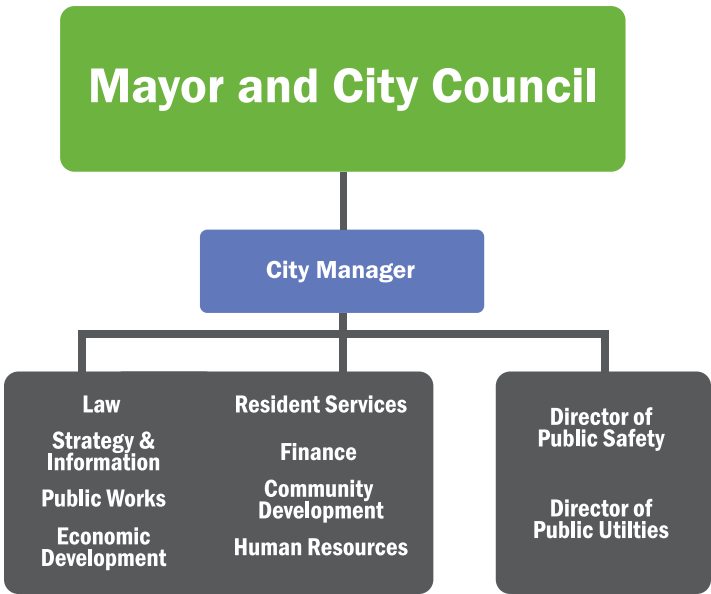 Mayor and City Council
City Manager
Law
Strategy &
Information
Public Works
Economic
Development
Resident Services
Finance
Community
Development
Human Resources
Director of
Public Safety
Director of
Public Utilties